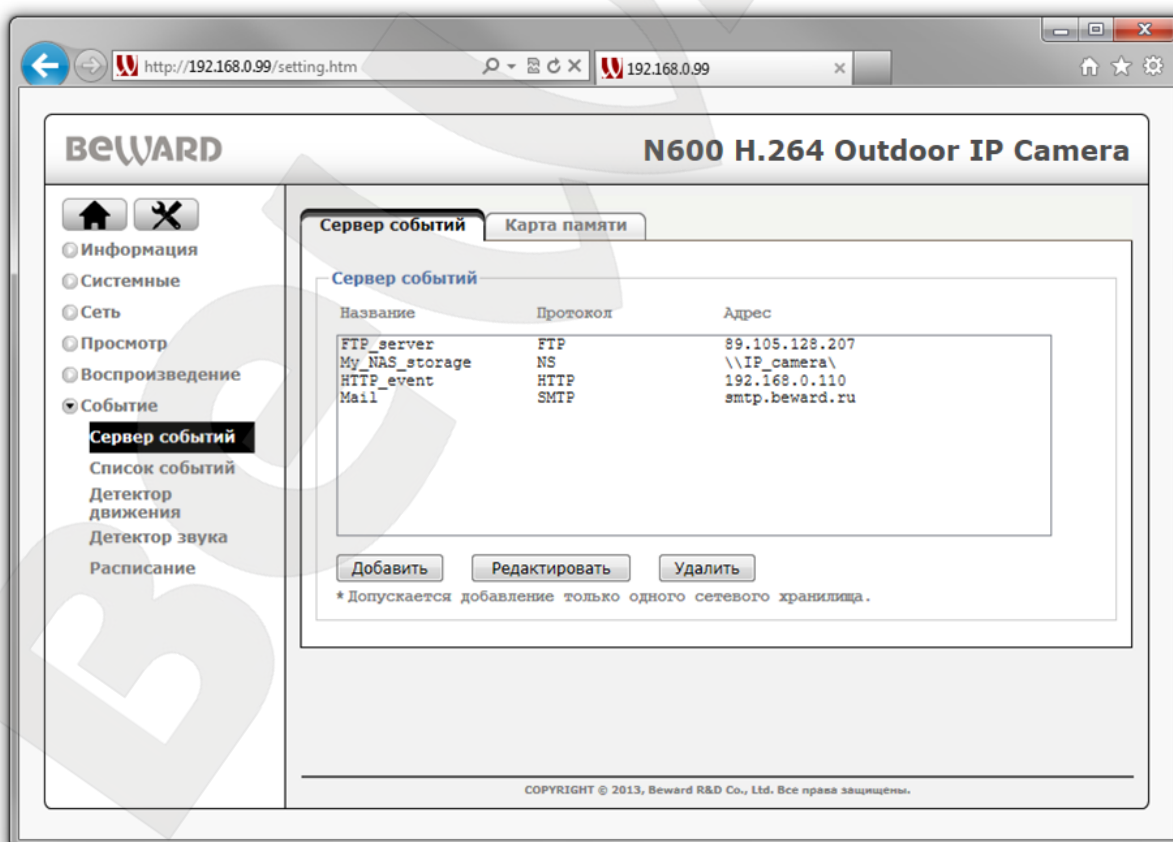 http://192.168.0.99/setting.htm
192.168.0.99
BEWARD
N600 H.264 Outdoor IP Camera
Информация
Системные
Сеть
Просмотр
Воспроизведение
Событие
Сервер событий
Список событий
Детектор
движения
Детектор звука
Расписание
Сервер событий Карта памяти
Сервер событий
Название Протокол Адрес
FTP_server FTP 89.105.128.207
My_NAS_storage NS \\IP_camera\
HTTP_event HTTP 192.168.0.110
Mail SMTP smtp.beward.ru
Добавить Редактировать Удалить
*Допускается добавление только одного сетевого хранилища.
COPYRIGHT © 2013, Beward R&D Co., Ltd. Все права защищены.